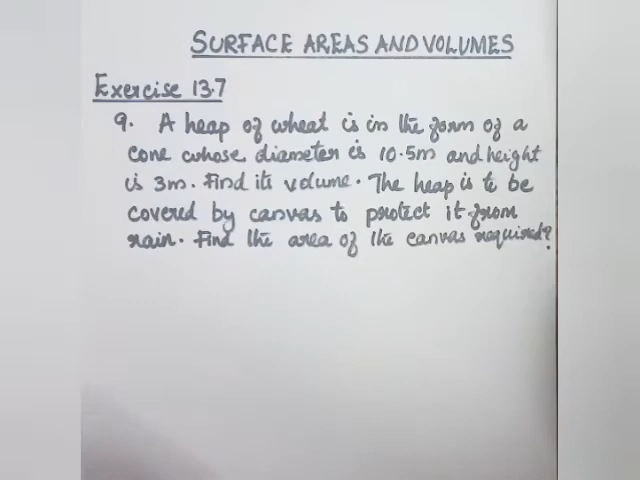 SURFACE AREAS AND VOLUMES
Exercise 13.7
9. A heap of wheat is in the form of a
cone whose diameter is 10.5m and height
is 3m. Find its volume. The heap is to be
covered by canvas to protect it from
rain. Find the area of the canvas required?